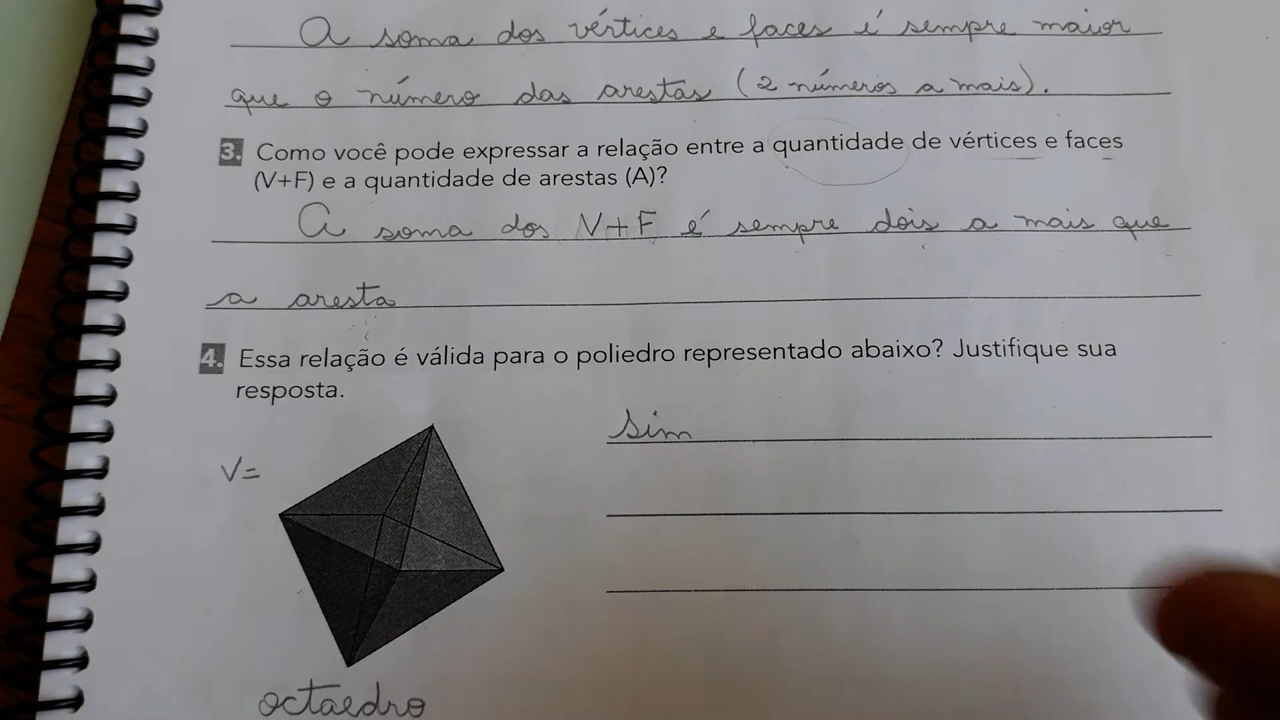 A soma dos vértices e faces é sempre maior
que o número das arestas (2 números a mais).
3. Como você pode expressar a relação entre a quantidade de vértices e faces
(V+F) e a quantidade de arestas (A)?
A soma dos V+F é sempre dois a mais que
a aresta
4. Essa relação é válida para o poliedro representado abaixo? Justifique sua
resposta.
sim
V=
octaedro